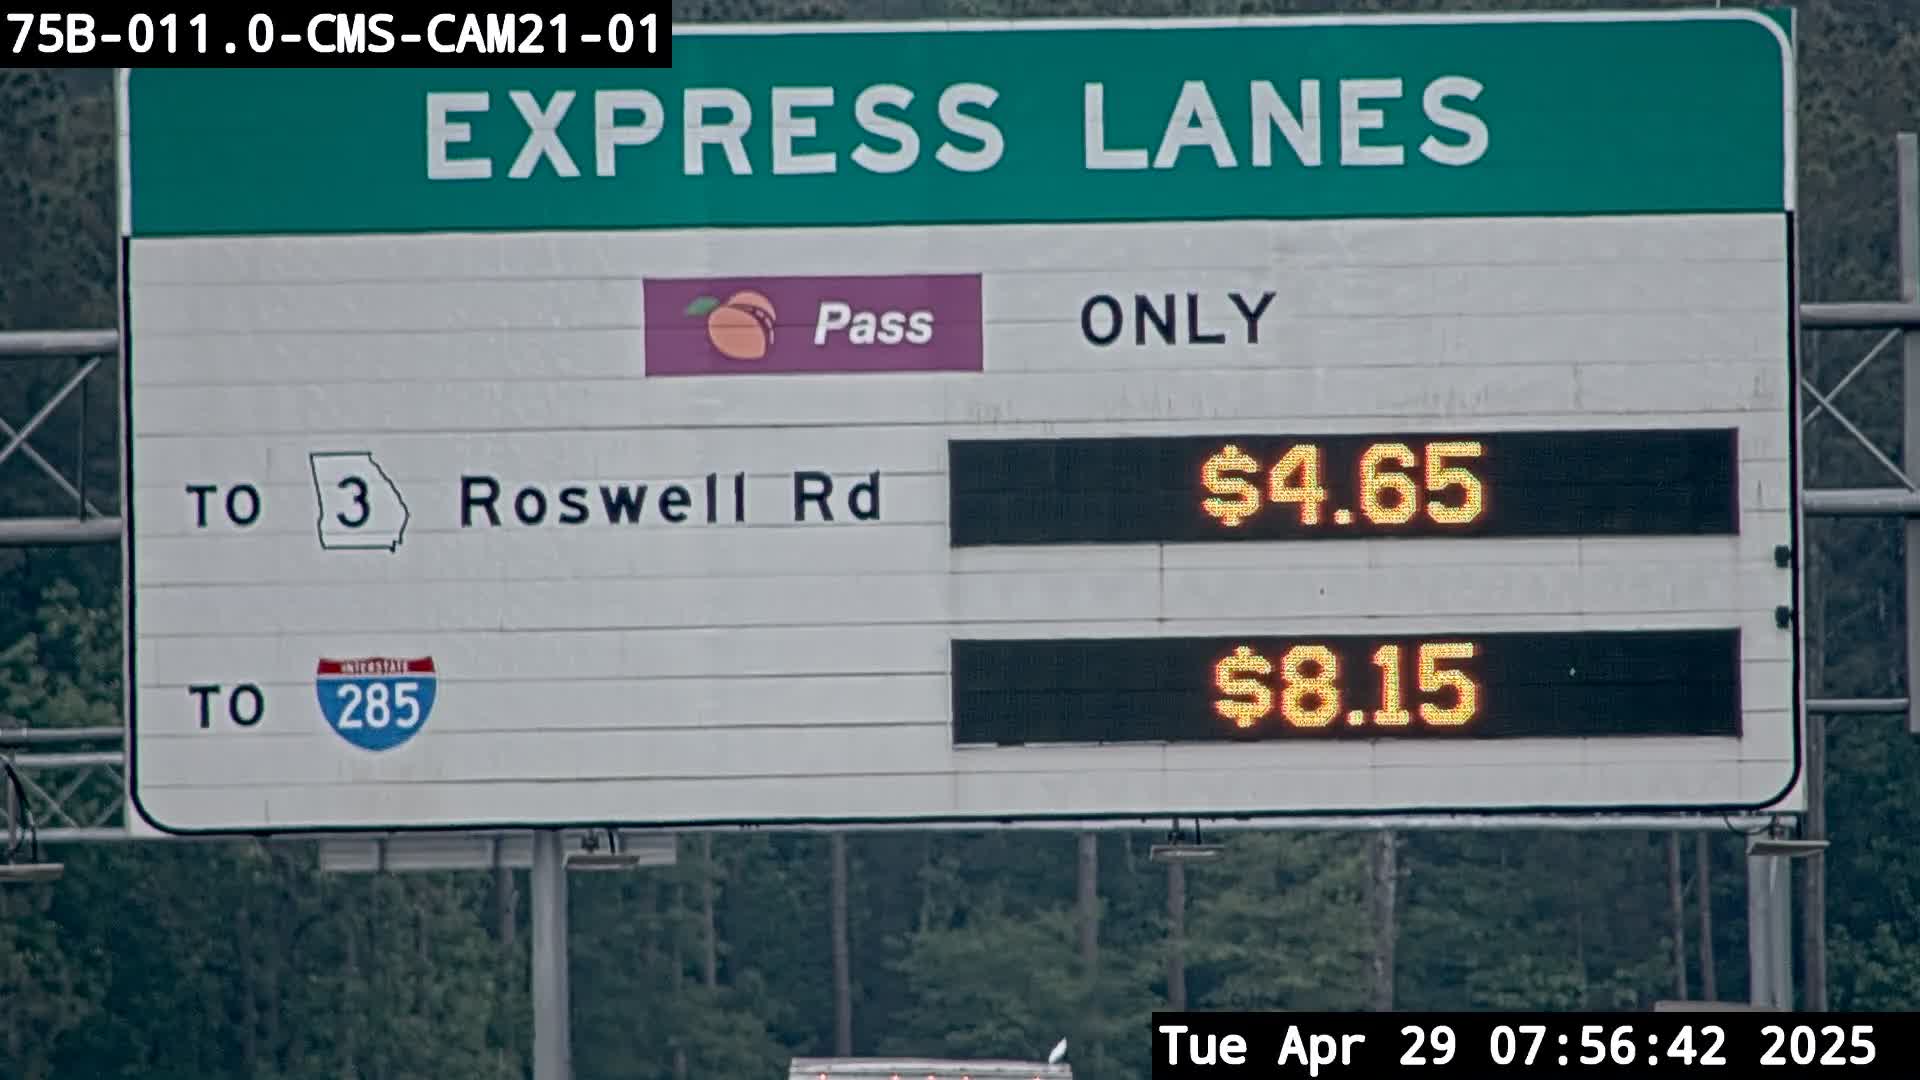 75B-011.0-CMS-CAM21-01
EXPRESS LANES
Pass ONLY
TO 3 Roswell Rd $4.65
INTERSTATE
TO 285 $8.15
Tue Apr 29 07:56:42 2025